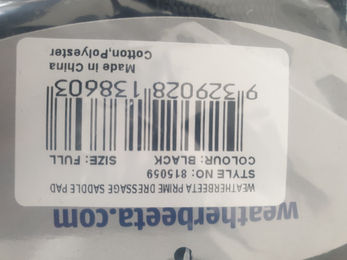 weatherbeeta.com
WEATHERBEETA PRIME DRESSAGE SADDLE PAD
STYLE NO: 815059
COLOUR: BLACK SIZE: FULL
9 329028 138603
Made in China
Cotton,Polyester